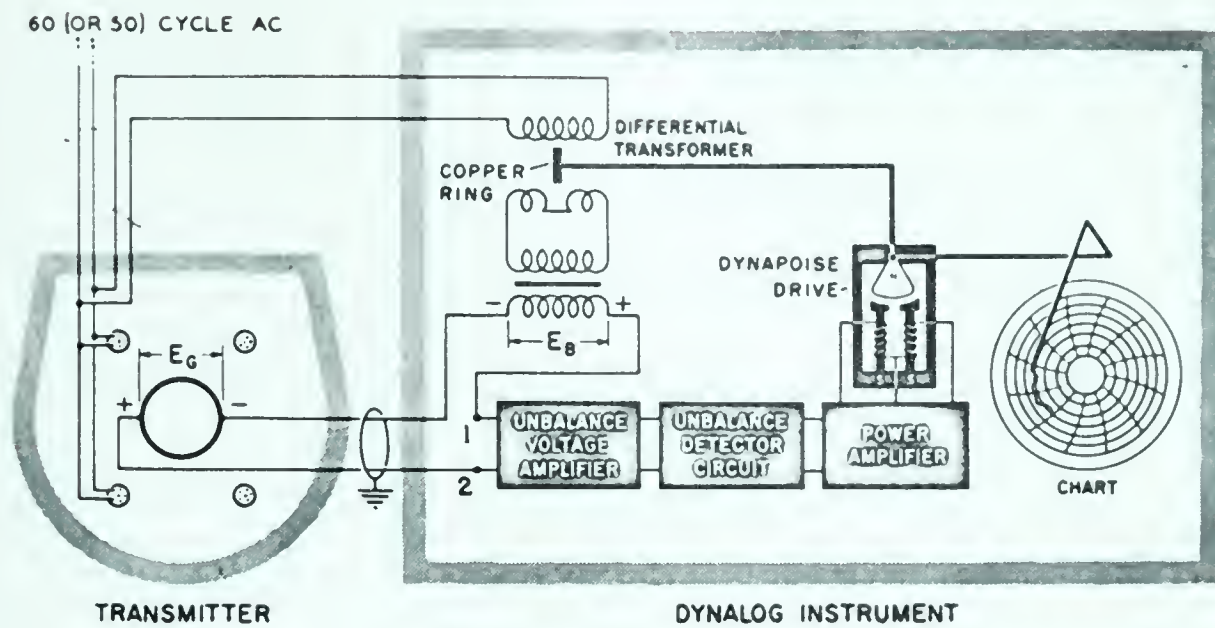 60 (OR 50) CYCLE AC
DIFFERENTIAL
TRANSFORMER
COPPER
RING
DYNAPOISE
DRIVE
- +
E_B
E_G
+ -
1
2
UNBALANCE
VOLTAGE
AMPLIFIER
UNBALANCE
DETECTOR
CIRCUIT
POWER
AMPLIFIER
CHART
TRANSMITTER
DYNALOG INSTRUMENT